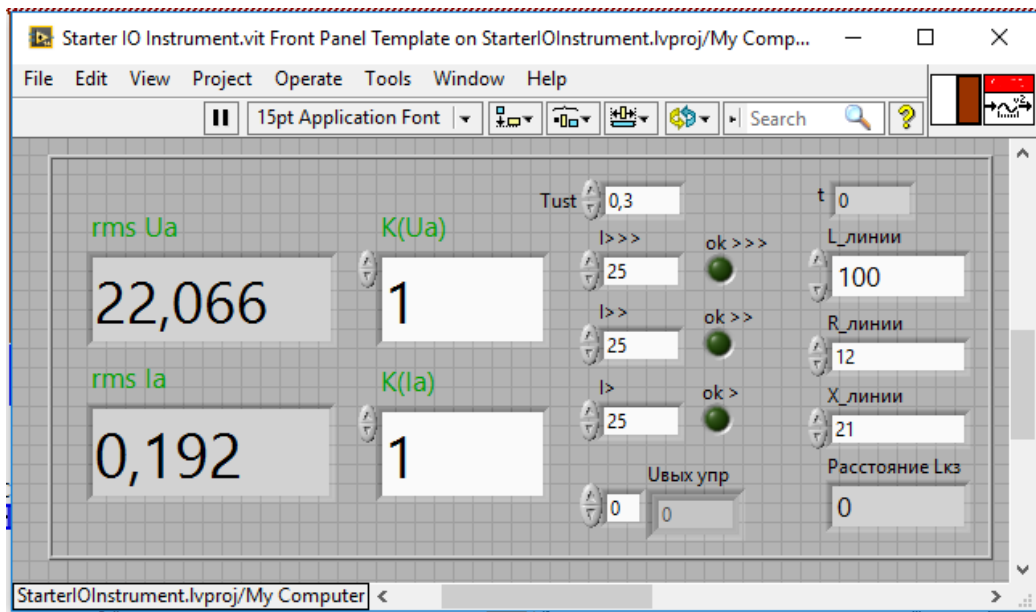 Starter IO Instrument.vit Front Panel Template on StarterIOInstrument.lvproj/My Comp...
File Edit View Project Operate Tools Window Help
15pt Application Font Search
Tust 0,3 t 0
rms Ua K(Ua) I>>> ok >>> L_линии
22,066 1 25 100
I>> ok >> R_линии
25 12
rms Ia K(Ia) I> ok > X_линии
0,192 1 25 21
Uвых упр Расстояние Lкз
0 0 0
StarterIOInstrument.lvproj/My Computer